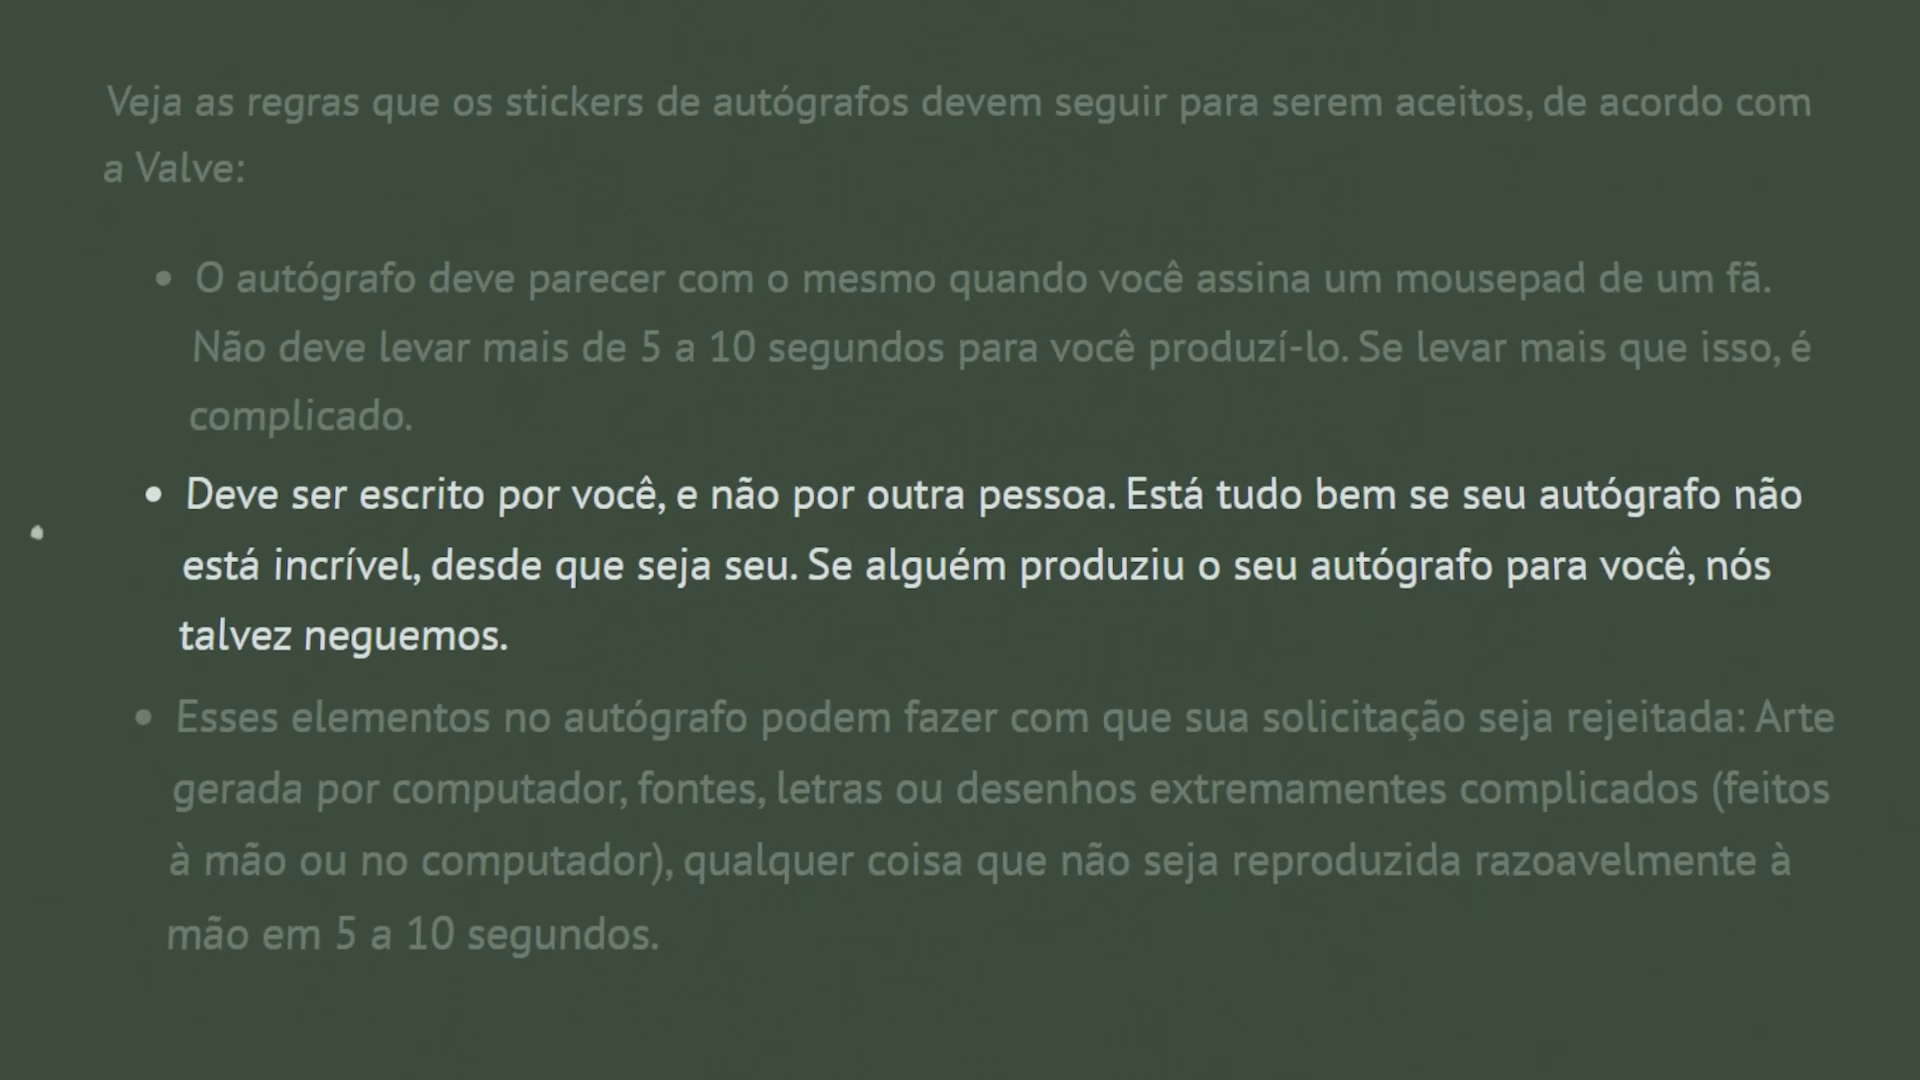 Veja as regras que os stickers de autógrafos devem seguir para serem aceitos, de acordo com
a Valve:
• O autógrafo deve parecer com o mesmo quando você assina um mousepad de um fã.
Não deve levar mais de 5 a 10 segundos para você produzí-lo. Se levar mais que isso, é
complicado.
• Deve ser escrito por você, e não por outra pessoa. Está tudo bem se seu autógrafo não
está incrível, desde que seja seu. Se alguém produziu o seu autógrafo para você, nós
talvez neguemos.
• Esses elementos no autógrafo podem fazer com que sua solicitação seja rejeitada: Arte
gerada por computador, fontes, letras ou desenhos extremamentes complicados (feitos
à mão ou no computador), qualquer coisa que não seja reproduzida razoavelmente à
mão em 5 a 10 segundos.